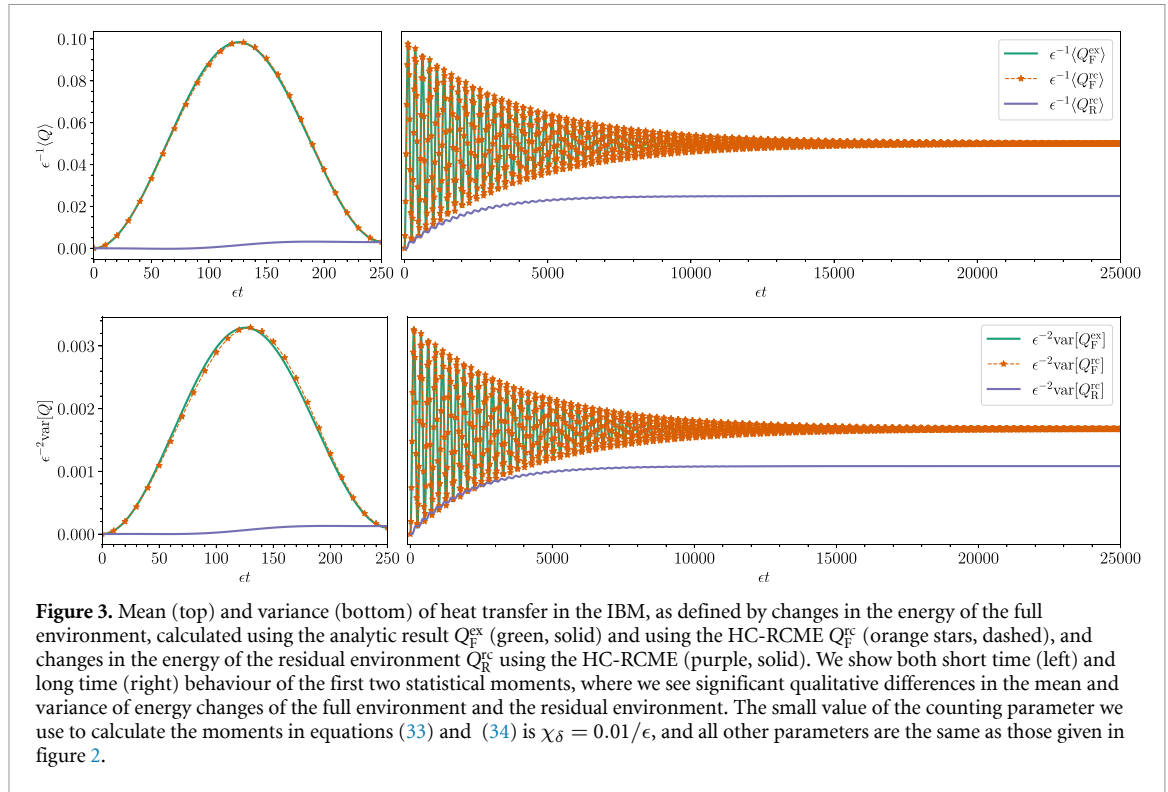 0.10
0.08
0.06
0.04
0.02
0.00
ϵ⁻¹⟨Q⟩
0 50 100 150 200 250
ϵt
ϵ⁻¹⟨Q_F^ex⟩
ϵ⁻¹⟨Q_F^rc⟩
ϵ⁻¹⟨Q_R^rc⟩
0 5000 10000 15000 20000 25000
ϵt
0.003
0.002
0.001
0.000
ϵ⁻²var[Q]
0 50 100 150 200 250
ϵt
ϵ⁻²var[Q_F^ex]
ϵ⁻²var[Q_F^rc]
ϵ⁻²var[Q_R^rc]
0 5000 10000 15000 20000 25000
ϵt
Figure 3. Mean (top) and variance (bottom) of heat transfer in the IBM, as defined by changes in the energy of the full
environment, calculated using the analytic result Q_F^ex (green, solid) and using the HC-RCME Q_F^rc (orange stars, dashed), and
changes in the energy of the residual environment Q_R^rc using the HC-RCME (purple, solid). We show both short time (left) and
long time (right) behaviour of the first two statistical moments, where we see significant qualitative differences in the mean and
variance of energy changes of the full environment and the residual environment. The small value of the counting parameter we
use to calculate the moments in equations (33) and (34) is χ_δ = 0.01/ϵ, and all other parameters are the same as those given in
figure 2.